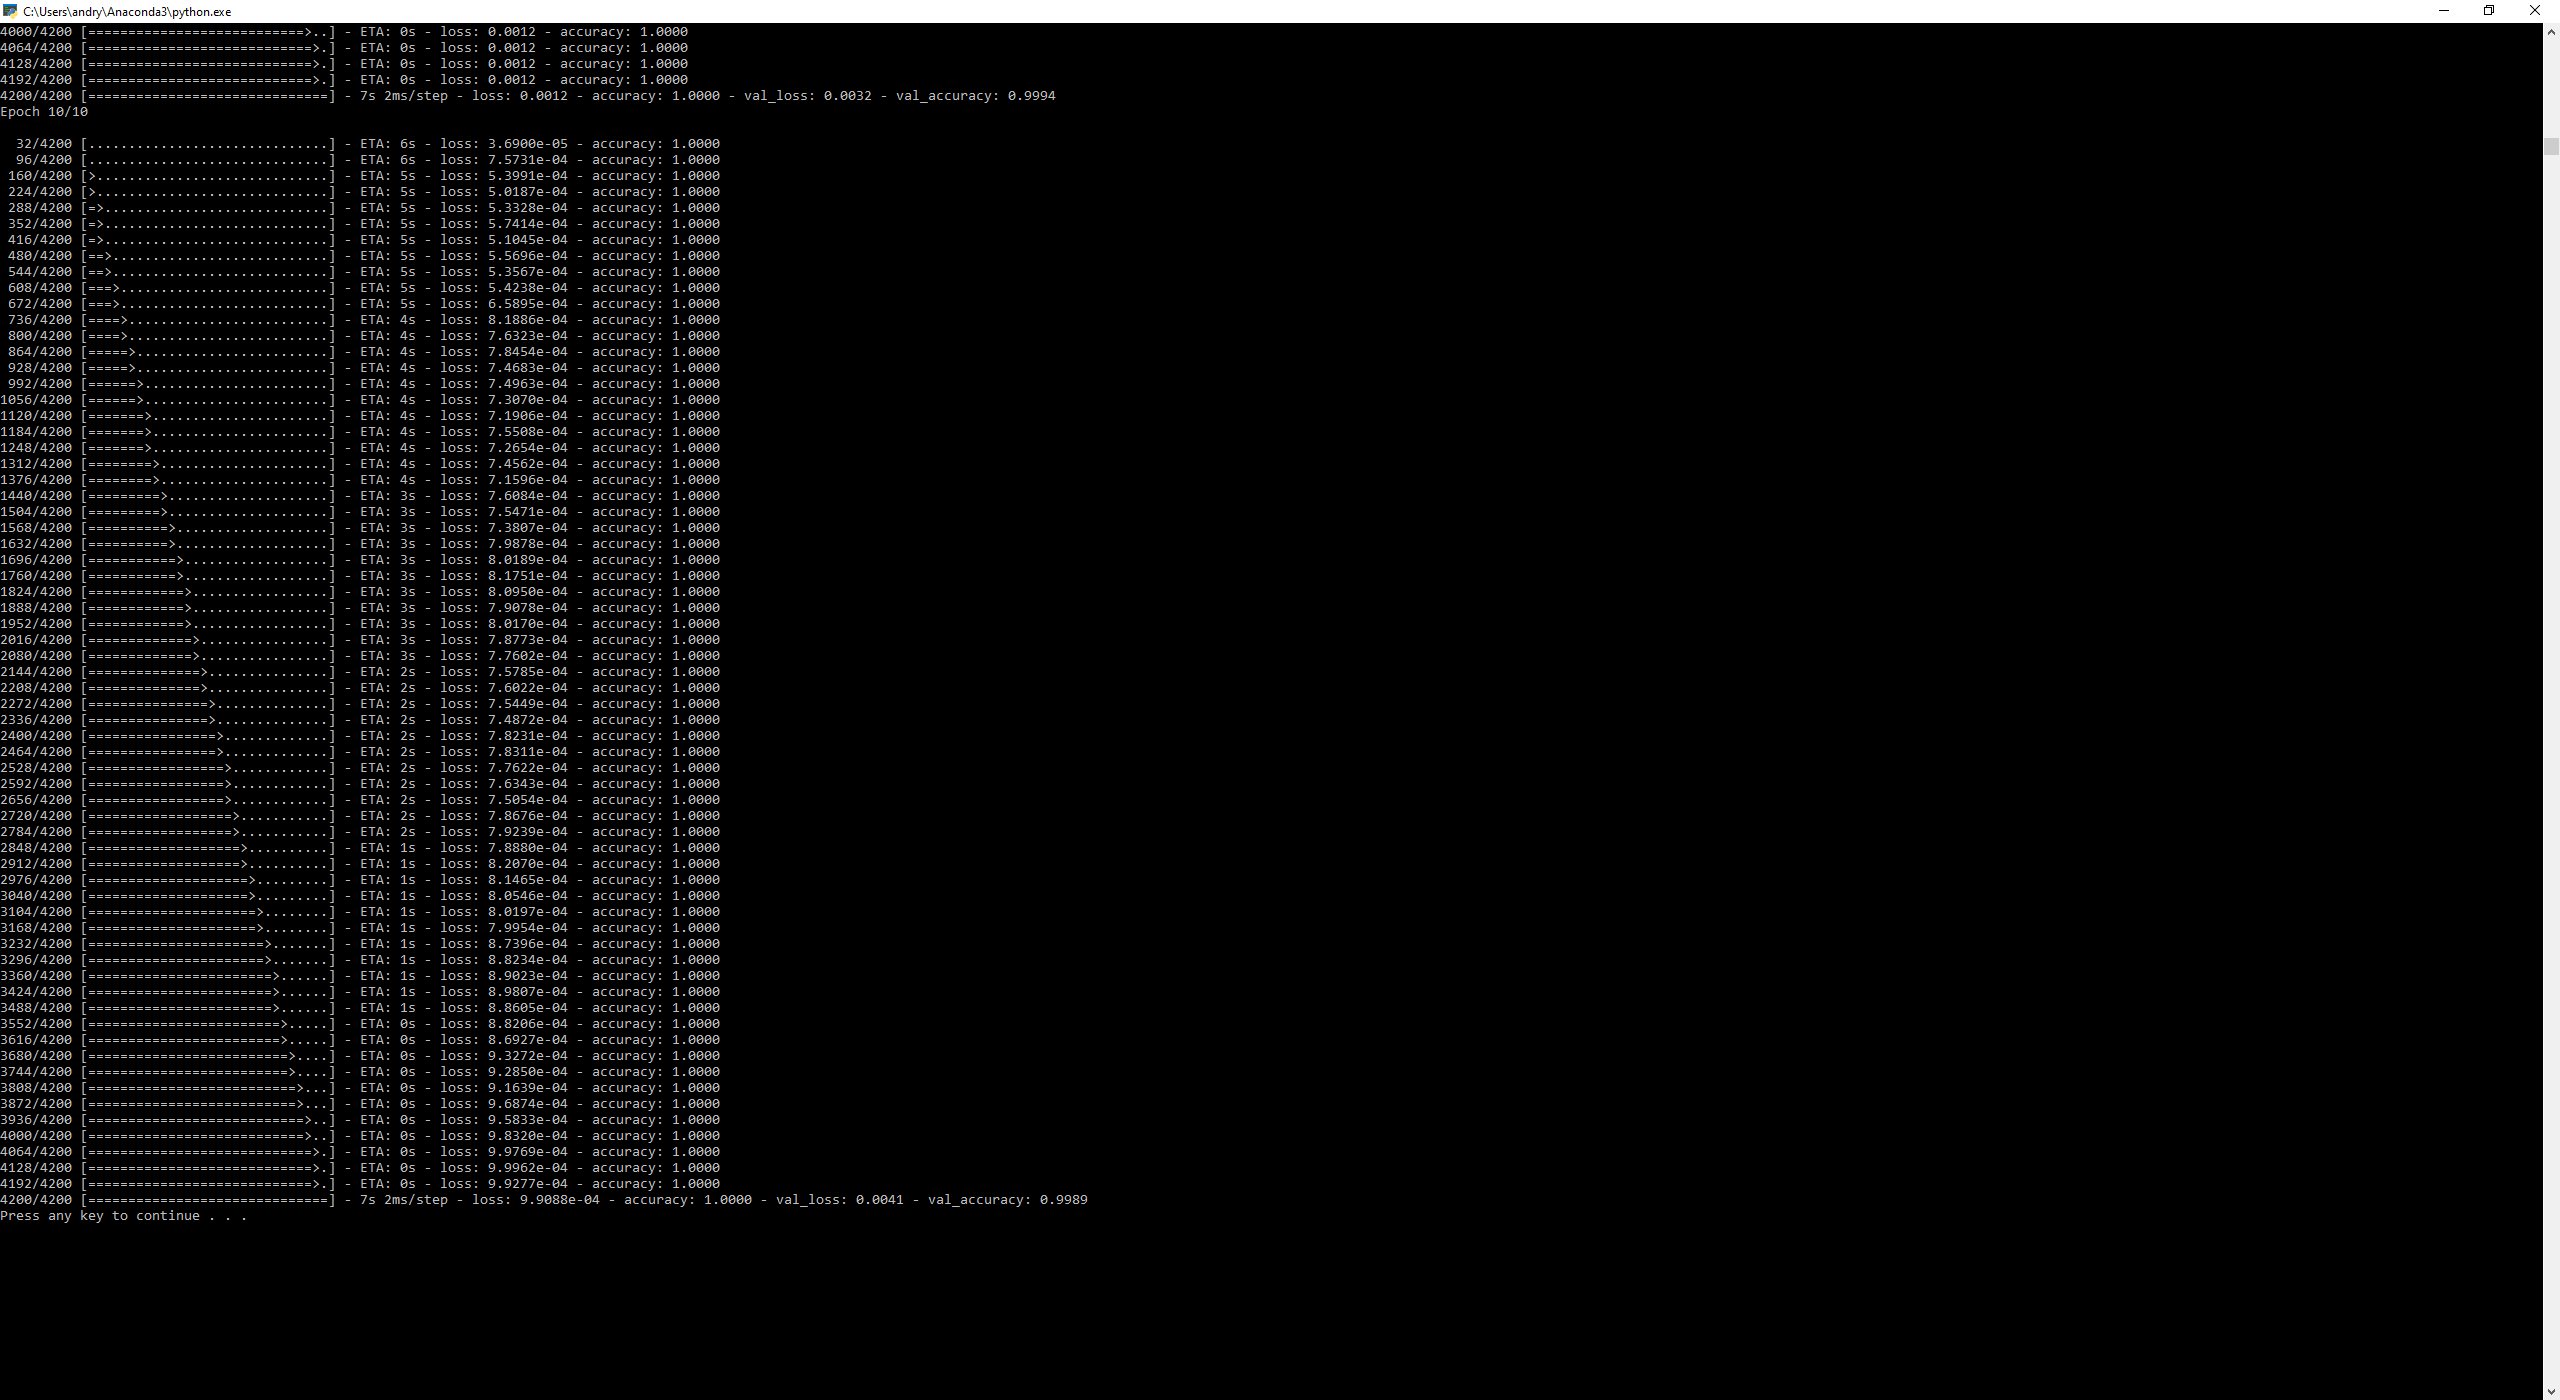 C:\Users\andry\Anaconda3\python.exe
4000/4200 [===========================>..] - ETA: 0s - loss: 0.0012 - accuracy: 1.0000
4064/4200 [============================>.] - ETA: 0s - loss: 0.0012 - accuracy: 1.0000
4128/4200 [============================>.] - ETA: 0s - loss: 0.0012 - accuracy: 1.0000
4192/4200 [============================>.] - ETA: 0s - loss: 0.0012 - accuracy: 1.0000
4200/4200 [==============================] - 7s 2ms/step - loss: 0.0012 - accuracy: 1.0000 - val_loss: 0.0032 - val_accuracy: 0.9994
Epoch 10/10
32/4200 [..............................] - ETA: 6s - loss: 3.6900e-05 - accuracy: 1.0000
96/4200 [..............................] - ETA: 6s - loss: 7.5731e-04 - accuracy: 1.0000
160/4200 [>.............................] - ETA: 5s - loss: 5.3991e-04 - accuracy: 1.0000
224/4200 [>.............................] - ETA: 5s - loss: 5.0187e-04 - accuracy: 1.0000
288/4200 [=>............................] - ETA: 5s - loss: 5.3328e-04 - accuracy: 1.0000
352/4200 [=>............................] - ETA: 5s - loss: 5.7414e-04 - accuracy: 1.0000
416/4200 [=>............................] - ETA: 5s - loss: 5.1045e-04 - accuracy: 1.0000
480/4200 [==>...........................] - ETA: 5s - loss: 5.5696e-04 - accuracy: 1.0000
544/4200 [==>...........................] - ETA: 5s - loss: 5.3567e-04 - accuracy: 1.0000
608/4200 [===>..........................] - ETA: 5s - loss: 5.4238e-04 - accuracy: 1.0000
672/4200 [===>..........................] - ETA: 5s - loss: 6.5895e-04 - accuracy: 1.0000
736/4200 [====>.........................] - ETA: 4s - loss: 8.1886e-04 - accuracy: 1.0000
800/4200 [====>.........................] - ETA: 4s - loss: 7.6323e-04 - accuracy: 1.0000
864/4200 [=====>........................] - ETA: 4s - loss: 7.8454e-04 - accuracy: 1.0000
928/4200 [=====>........................] - ETA: 4s - loss: 7.4683e-04 - accuracy: 1.0000
992/4200 [======>.......................] - ETA: 4s - loss: 7.4963e-04 - accuracy: 1.0000
1056/4200 [======>.......................] - ETA: 4s - loss: 7.3070e-04 - accuracy: 1.0000
1120/4200 [=======>......................] - ETA: 4s - loss: 7.1906e-04 - accuracy: 1.0000
1184/4200 [=======>......................] - ETA: 4s - loss: 7.5508e-04 - accuracy: 1.0000
1248/4200 [=======>......................] - ETA: 4s - loss: 7.2654e-04 - accuracy: 1.0000
1312/4200 [========>.....................] - ETA: 4s - loss: 7.4562e-04 - accuracy: 1.0000
1376/4200 [========>.....................] - ETA: 4s - loss: 7.1596e-04 - accuracy: 1.0000
1440/4200 [=========>....................] - ETA: 3s - loss: 7.6084e-04 - accuracy: 1.0000
1504/4200 [=========>....................] - ETA: 3s - loss: 7.5471e-04 - accuracy: 1.0000
1568/4200 [==========>...................] - ETA: 3s - loss: 7.3807e-04 - accuracy: 1.0000
1632/4200 [==========>...................] - ETA: 3s - loss: 7.9878e-04 - accuracy: 1.0000
1696/4200 [===========>..................] - ETA: 3s - loss: 8.0189e-04 - accuracy: 1.0000
1760/4200 [===========>..................] - ETA: 3s - loss: 8.1751e-04 - accuracy: 1.0000
1824/4200 [============>.................] - ETA: 3s - loss: 8.0950e-04 - accuracy: 1.0000
1888/4200 [============>.................] - ETA: 3s - loss: 7.9078e-04 - accuracy: 1.0000
1952/4200 [============>.................] - ETA: 3s - loss: 8.0170e-04 - accuracy: 1.0000
2016/4200 [=============>................] - ETA: 3s - loss: 7.8773e-04 - accuracy: 1.0000
2080/4200 [=============>................] - ETA: 3s - loss: 7.7602e-04 - accuracy: 1.0000
2144/4200 [==============>...............] - ETA: 2s - loss: 7.5785e-04 - accuracy: 1.0000
2208/4200 [==============>...............] - ETA: 2s - loss: 7.6022e-04 - accuracy: 1.0000
2272/4200 [===============>..............] - ETA: 2s - loss: 7.5449e-04 - accuracy: 1.0000
2336/4200 [===============>..............] - ETA: 2s - loss: 7.4872e-04 - accuracy: 1.0000
2400/4200 [================>.............] - ETA: 2s - loss: 7.8231e-04 - accuracy: 1.0000
2464/4200 [================>.............] - ETA: 2s - loss: 7.8311e-04 - accuracy: 1.0000
2528/4200 [=================>............] - ETA: 2s - loss: 7.7622e-04 - accuracy: 1.0000
2592/4200 [=================>............] - ETA: 2s - loss: 7.6343e-04 - accuracy: 1.0000
2656/4200 [=================>............] - ETA: 2s - loss: 7.5054e-04 - accuracy: 1.0000
2720/4200 [==================>...........] - ETA: 2s - loss: 7.8676e-04 - accuracy: 1.0000
2784/4200 [==================>...........] - ETA: 2s - loss: 7.9239e-04 - accuracy: 1.0000
2848/4200 [===================>..........] - ETA: 1s - loss: 7.8880e-04 - accuracy: 1.0000
2912/4200 [===================>..........] - ETA: 1s - loss: 8.2070e-04 - accuracy: 1.0000
2976/4200 [====================>.........] - ETA: 1s - loss: 8.1465e-04 - accuracy: 1.0000
3040/4200 [====================>.........] - ETA: 1s - loss: 8.0546e-04 - accuracy: 1.0000
3104/4200 [=====================>........] - ETA: 1s - loss: 8.0197e-04 - accuracy: 1.0000
3168/4200 [=====================>........] - ETA: 1s - loss: 7.9954e-04 - accuracy: 1.0000
3232/4200 [======================>.......] - ETA: 1s - loss: 8.7396e-04 - accuracy: 1.0000
3296/4200 [======================>.......] - ETA: 1s - loss: 8.8234e-04 - accuracy: 1.0000
3360/4200 [=======================>......] - ETA: 1s - loss: 8.9023e-04 - accuracy: 1.0000
3424/4200 [=======================>......] - ETA: 1s - loss: 8.9807e-04 - accuracy: 1.0000
3488/4200 [=======================>......] - ETA: 1s - loss: 8.8605e-04 - accuracy: 1.0000
3552/4200 [========================>.....] - ETA: 0s - loss: 8.8206e-04 - accuracy: 1.0000
3616/4200 [========================>.....] - ETA: 0s - loss: 8.6927e-04 - accuracy: 1.0000
3680/4200 [=========================>....] - ETA: 0s - loss: 9.3272e-04 - accuracy: 1.0000
3744/4200 [=========================>....] - ETA: 0s - loss: 9.2850e-04 - accuracy: 1.0000
3808/4200 [==========================>...] - ETA: 0s - loss: 9.1639e-04 - accuracy: 1.0000
3872/4200 [==========================>...] - ETA: 0s - loss: 9.6874e-04 - accuracy: 1.0000
3936/4200 [===========================>..] - ETA: 0s - loss: 9.5833e-04 - accuracy: 1.0000
4000/4200 [===========================>..] - ETA: 0s - loss: 9.8320e-04 - accuracy: 1.0000
4064/4200 [============================>.] - ETA: 0s - loss: 9.9769e-04 - accuracy: 1.0000
4128/4200 [============================>.] - ETA: 0s - loss: 9.9962e-04 - accuracy: 1.0000
4192/4200 [============================>.] - ETA: 0s - loss: 9.9277e-04 - accuracy: 1.0000
4200/4200 [==============================] - 7s 2ms/step - loss: 9.9088e-04 - accuracy: 1.0000 - val_loss: 0.0041 - val_accuracy: 0.9989
Press any key to continue . . .